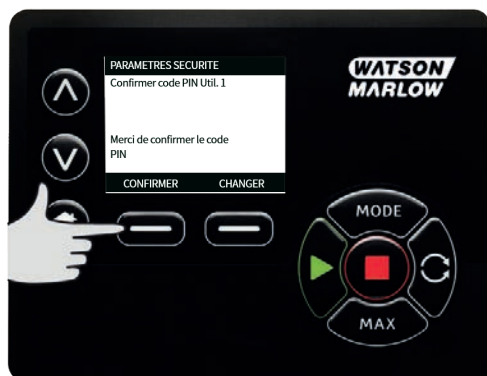 PARAMETRES SECURITE
WATSON
MARLOW
Confirmer code PIN Util. 1
Merci de confirmer le code
PIN
CONFIRMER CHANGER
MODE
MAX